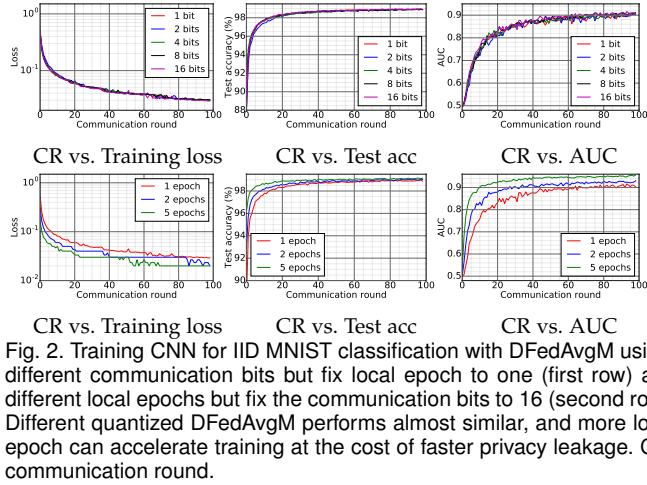 10^0
10^-1
Loss
1 bit
2 bits
4 bits
8 bits
16 bits
0 20 40 60 80 100
Communication round
100
98
96
94
92
90
88
Test accuracy (%)
1 bit
2 bits
4 bits
8 bits
16 bits
0 20 40 60 80 100
Communication round
0.9
0.8
0.7
0.6
0.5
AUC
1 bit
2 bits
4 bits
8 bits
16 bits
0 20 40 60 80 100
Communication round
CR vs. Training loss CR vs. Test acc CR vs. AUC
10^0
10^-1
10^-2
Loss
1 epoch
2 epochs
5 epochs
0 20 40 60 80 100
Communication round
98
96
94
92
90
Test accuracy (%)
1 epoch
2 epochs
5 epochs
0 20 40 60 80 100
Communication round
0.9
0.8
0.7
0.6
0.5
AUC
1 epoch
2 epochs
5 epochs
0 20 40 60 80 100
Communication round
CR vs. Training loss CR vs. Test acc CR vs. AUC
Fig. 2. Training CNN for IID MNIST classification with DFedAvgM usi
different communication bits but fix local epoch to one (first row) a
different local epochs but fix the communication bits to 16 (second ro
Different quantized DFedAvgM performs almost similar, and more lo
epoch can accelerate training at the cost of faster privacy leakage. C
communication round.